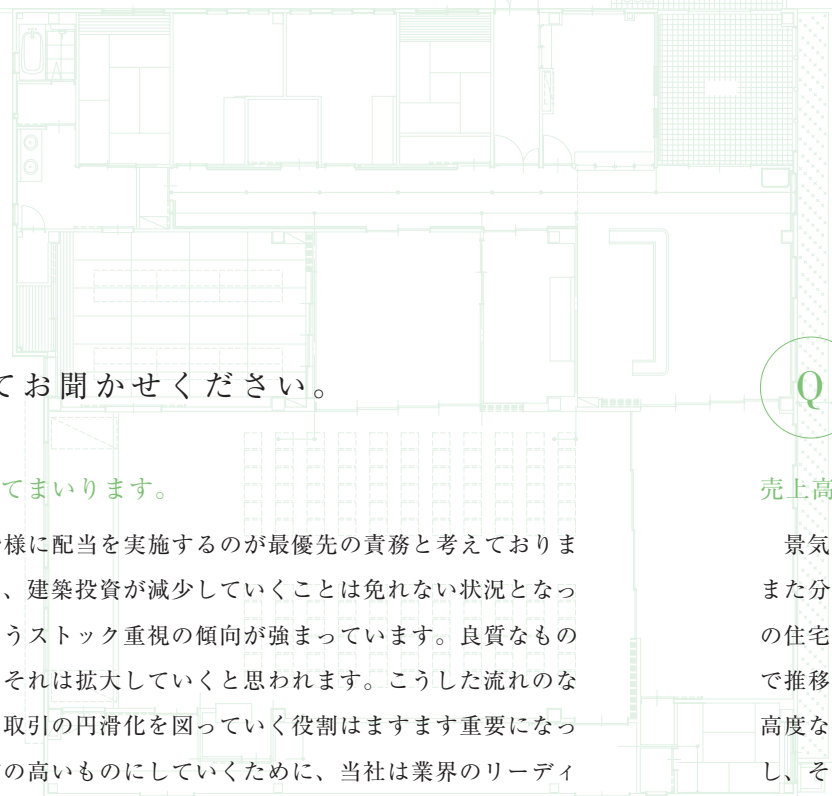 てお聞かせください。
てまいります。
様に配当を実施するのが最優先の責務と考えておりま
、建築投資が減少していくことは免れない状況となっ
うストック重視の傾向が強まっています。良質なもの
それは拡大していくと思われます。こうした流れのな
取引の円滑化を図っていく役割はますます重要になっ
の高いものにしていくために、当社は業界のリーディ
Q
売上高
景気
また分
の住宅
で推移
高度な
し、そ